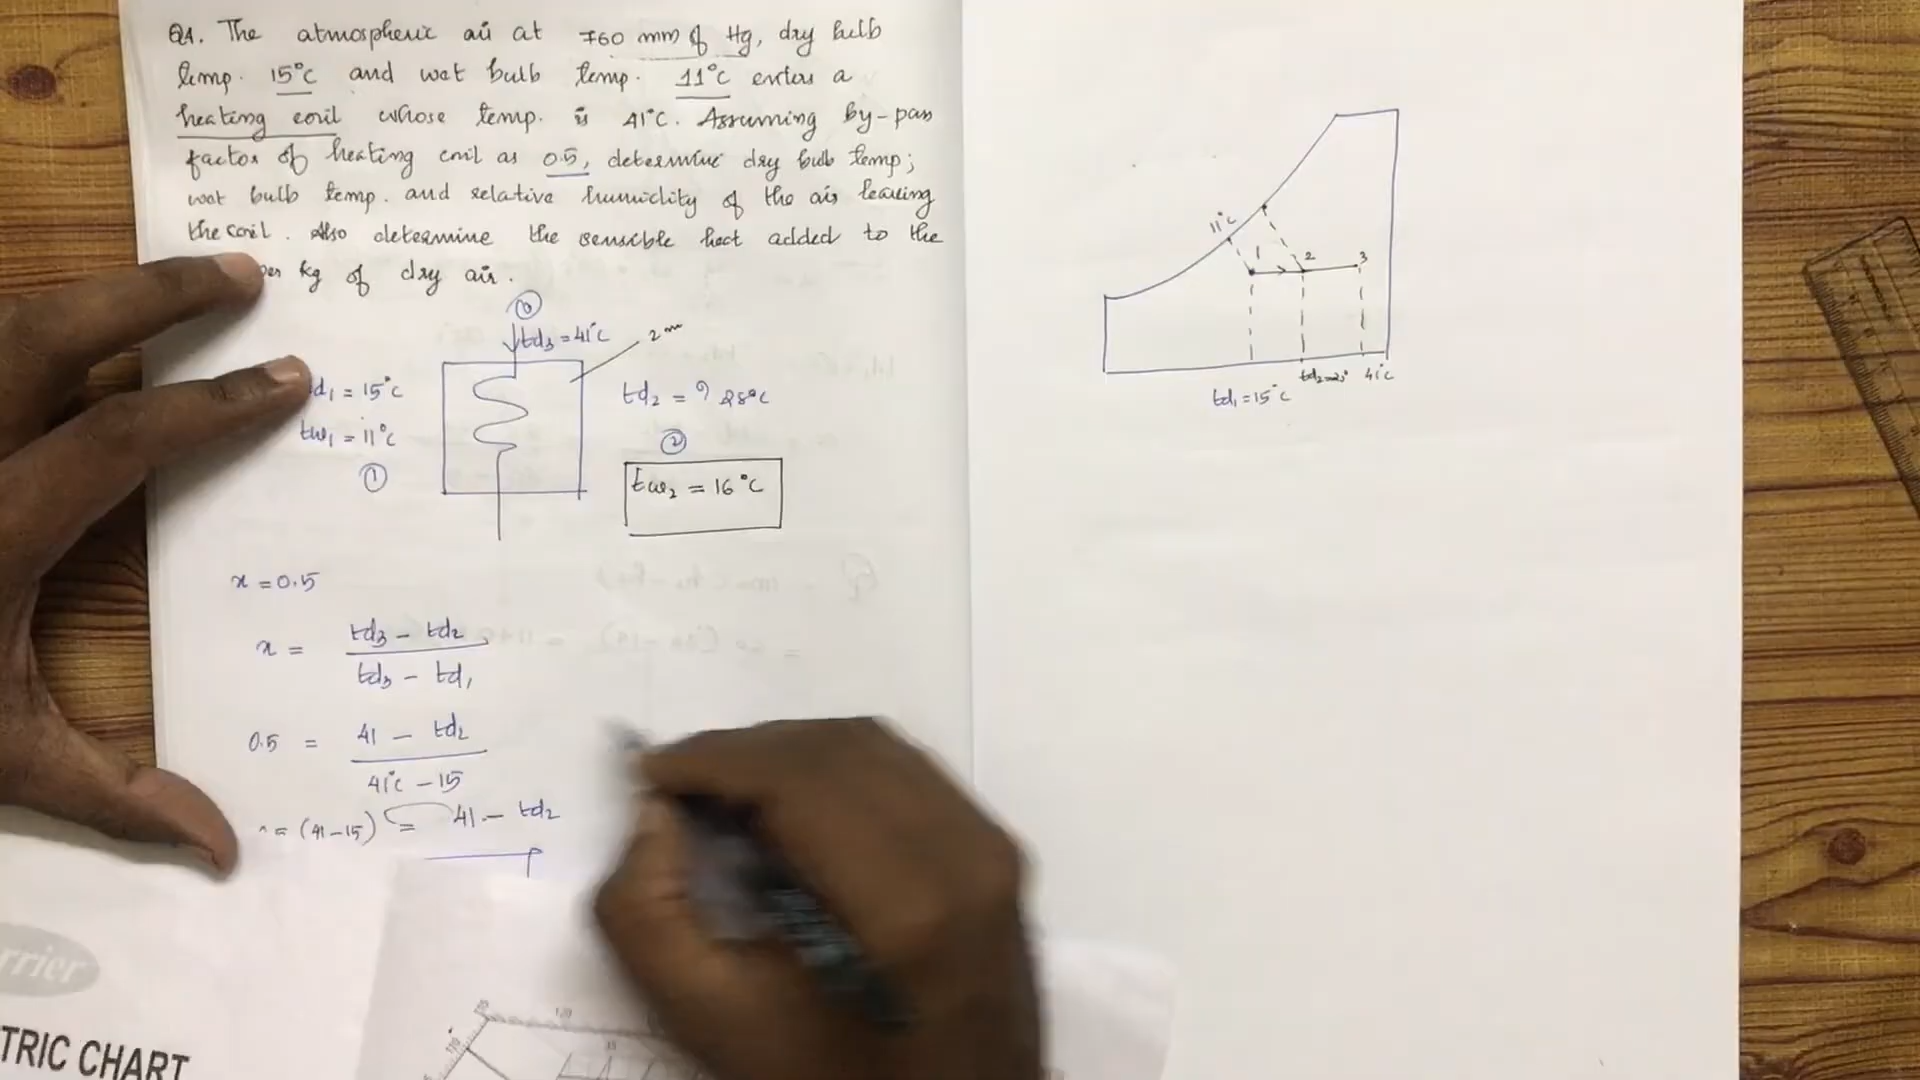 Q1. The atmospheric air at 760 mm of Hg, dry bulb
temp. 15°C and wet bulb temp. 11°C enters a
heating coil whose temp. is 41°C. Assuming by-pass
factor of heating coil as 0.5, determine dry bulb temp;
wet bulb temp. and relative humidity of the air leaving
the coil. Also determine the sensible heat added to the
per kg of dry air.
td3 = 41°C
td1 = 15°C
tw1 = 11°C
①
td2 = ? 28°C
②
tw2 = 16°C
x = 0.5
x = td3 - td2 / td3 - td1
0.5 = 41 - td2 / 41°C - 15
(41-15) = 41 - td2
rrier
TRIC CHART
11°C
1
2
3
41°C
td1 = 15°C